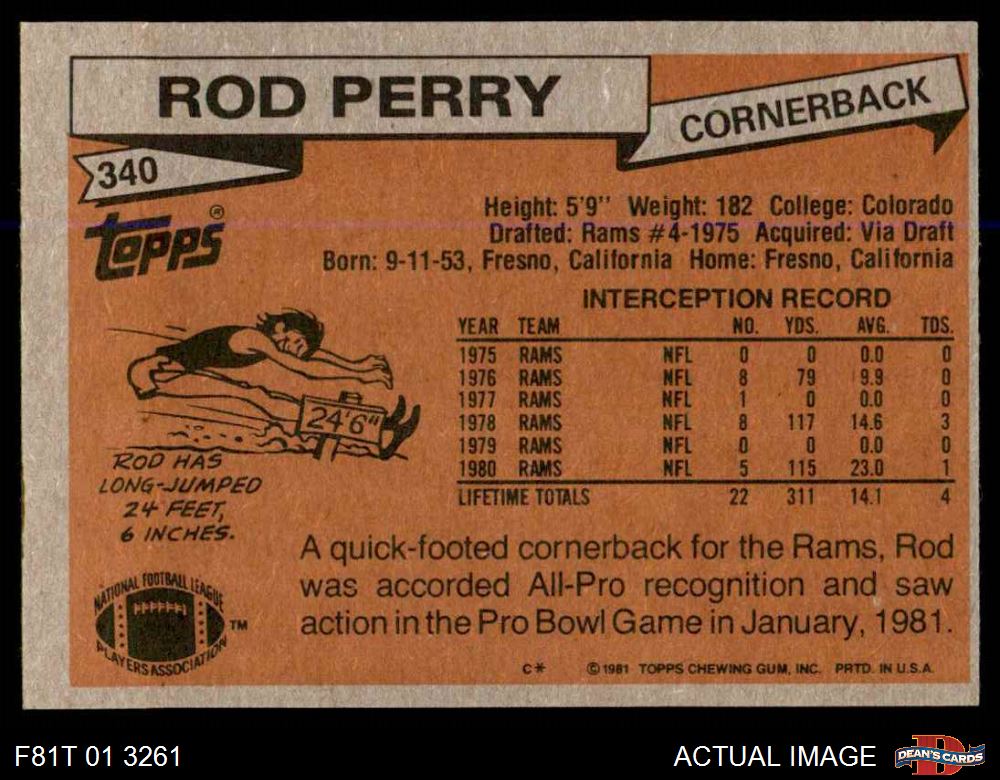 ROD PERRY
CORNERBACK
340
topps®
Height: 5'9" Weight: 182 College: Colorado
Drafted: Rams #4-1975 Acquired: Via Draft
Born: 9-11-53, Fresno, California Home: Fresno, California
INTERCEPTION RECORD
YEAR TEAM NO. YDS. AVG. TDS.
1975 RAMS NFL 0 0 0.0 0
1976 RAMS NFL 8 79 9.9 0
1977 RAMS NFL 1 0 0.0 0
1978 RAMS NFL 8 117 14.6 3
1979 RAMS NFL 0 0 0.0 0
1980 RAMS NFL 5 115 23.0 1
LIFETIME TOTALS 22 311 14.1 4
24'6"
ROD HAS
LONG-JUMPED
24 FEET,
6 INCHES.
A quick-footed cornerback for the Rams, Rod
was accorded All-Pro recognition and saw
action in the Pro Bowl Game in January, 1981.
NATIONAL FOOTBALL LEAGUE
PLAYERS ASSOCIATION
TM
C* ©1981 TOPPS CHEWING GUM, INC. PRTD. IN U.S.A.
F81T 01 3261
ACTUAL IMAGE
D
DEAN'S CARDS